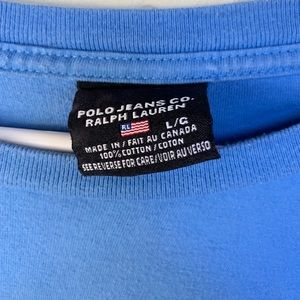 POLO JEANS CO.
RALPH LAUREN
RL L/G
MADE IN / FAIT AU CANADA
100% COTTON / COTON
SEE REVERSE FOR CARE / VOIR AU VERSO